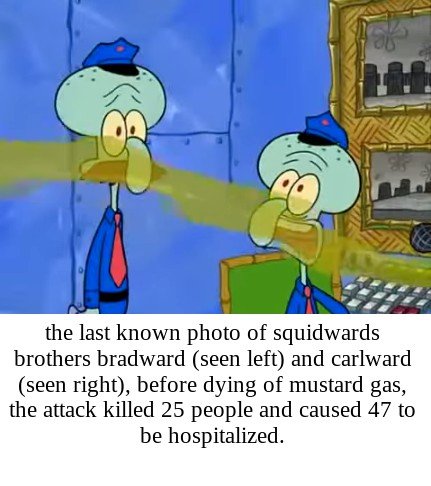 the last known photo of squidwards
brothers bradward (seen left) and carlward
(seen right), before dying of mustard gas,
the attack killed 25 people and caused 47 to
be hospitalized.